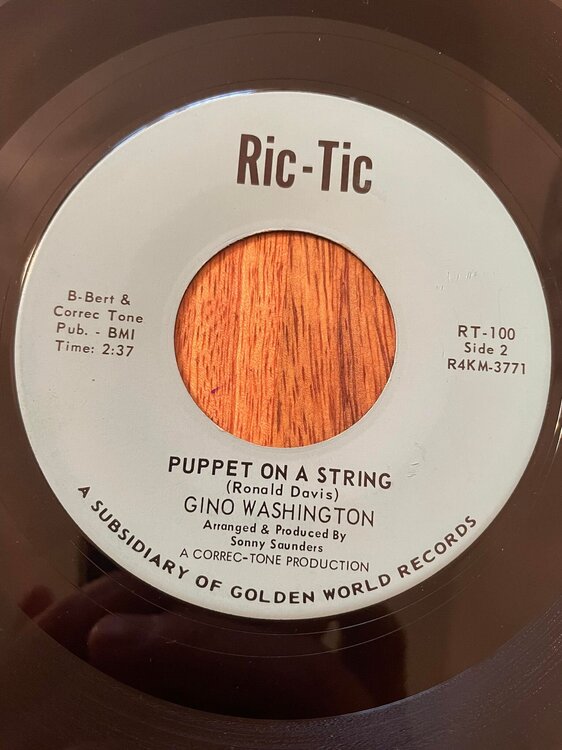 Ric-Tic
B-Bert &
Correc Tone
Pub. - BMI
Time: 2:37
RT-100
Side 2
R4KM-3771
PUPPET ON A STRING
(Ronald Davis)
GINO WASHINGTON
Arranged & Produced By
Sonny Saunders
A CORREC-TONE PRODUCTION
A SUBSIDIARY OF GOLDEN WORLD RECORDS